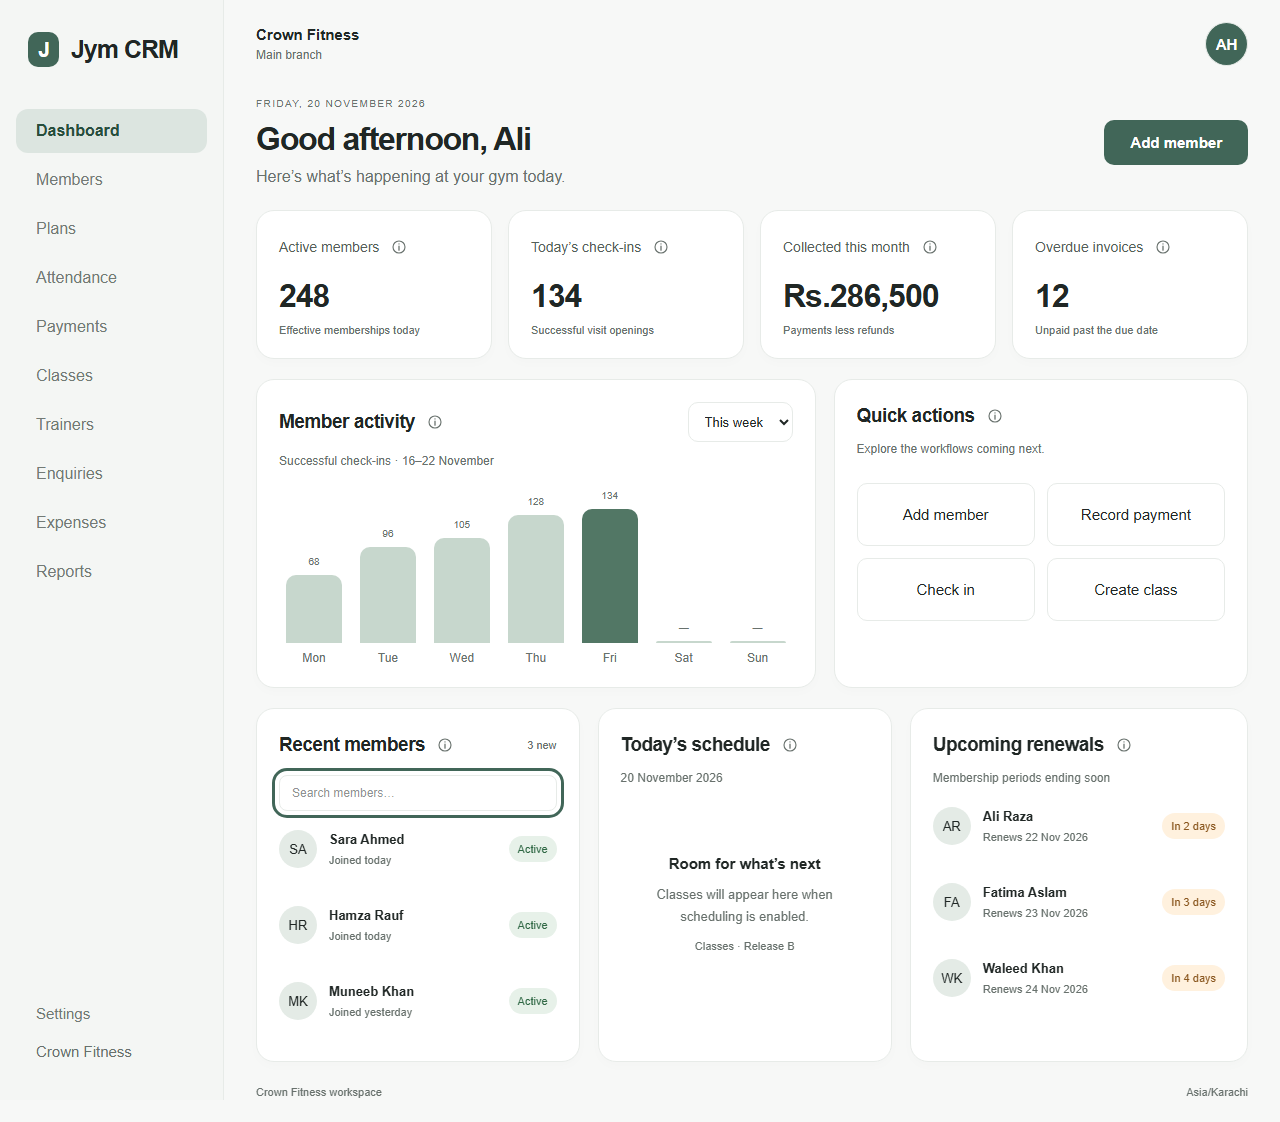 J Jym CRM
Dashboard
Members
Plans
Attendance
Payments
Classes
Trainers
Enquiries
Expenses
Reports
Settings
Crown Fitness
Crown Fitness
Main branch
AH
FRIDAY, 20 NOVEMBER 2026
Good afternoon, Ali
Here’s what’s happening at your gym today.
Add member
Active members
248
Effective memberships today
Today’s check-ins
134
Successful visit openings
Collected this month
Rs.286,500
Payments less refunds
Overdue invoices
12
Unpaid past the due date
Member activity
This week
Successful check-ins · 16–22 November
68
96
105
128
134
—
—
Mon
Tue
Wed
Thu
Fri
Sat
Sun
Quick actions
Explore the workflows coming next.
Add member
Record payment
Check in
Create class
Recent members
3 new
Search members…
SA
Sara Ahmed
Joined today
Active
HR
Hamza Rauf
Joined today
Active
MK
Muneeb Khan
Joined yesterday
Active
Today’s schedule
20 November 2026
Room for what’s next
Classes will appear here when
scheduling is enabled.
Classes · Release B
Upcoming renewals
Membership periods ending soon
AR
Ali Raza
Renews 22 Nov 2026
In 2 days
FA
Fatima Aslam
Renews 23 Nov 2026
In 3 days
WK
Waleed Khan
Renews 24 Nov 2026
In 4 days
Crown Fitness workspace
Asia/Karachi